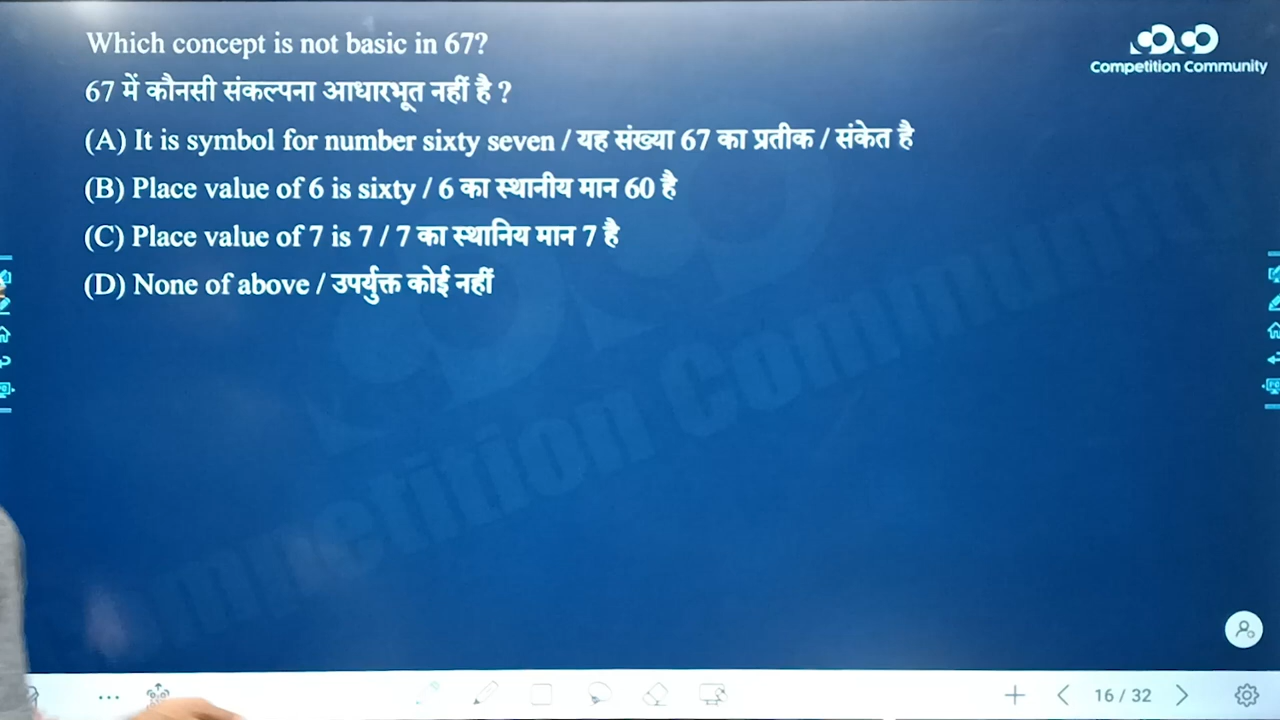 Which concept is not basic in 67?
Competition Community
67 में कौनसी संकल्पना आधारभूत नहीं है ?
(A) It is symbol for number sixty seven / यह संख्या 67 का प्रतीक / संकेत है
(B) Place value of 6 is sixty / 6 का स्थानीय मान 60 है
(C) Place value of 7 is 7 / 7 का स्थानिय मान 7 है
(D) None of above / उपर्युक्त कोई नहीं
Competition Community
16 / 32